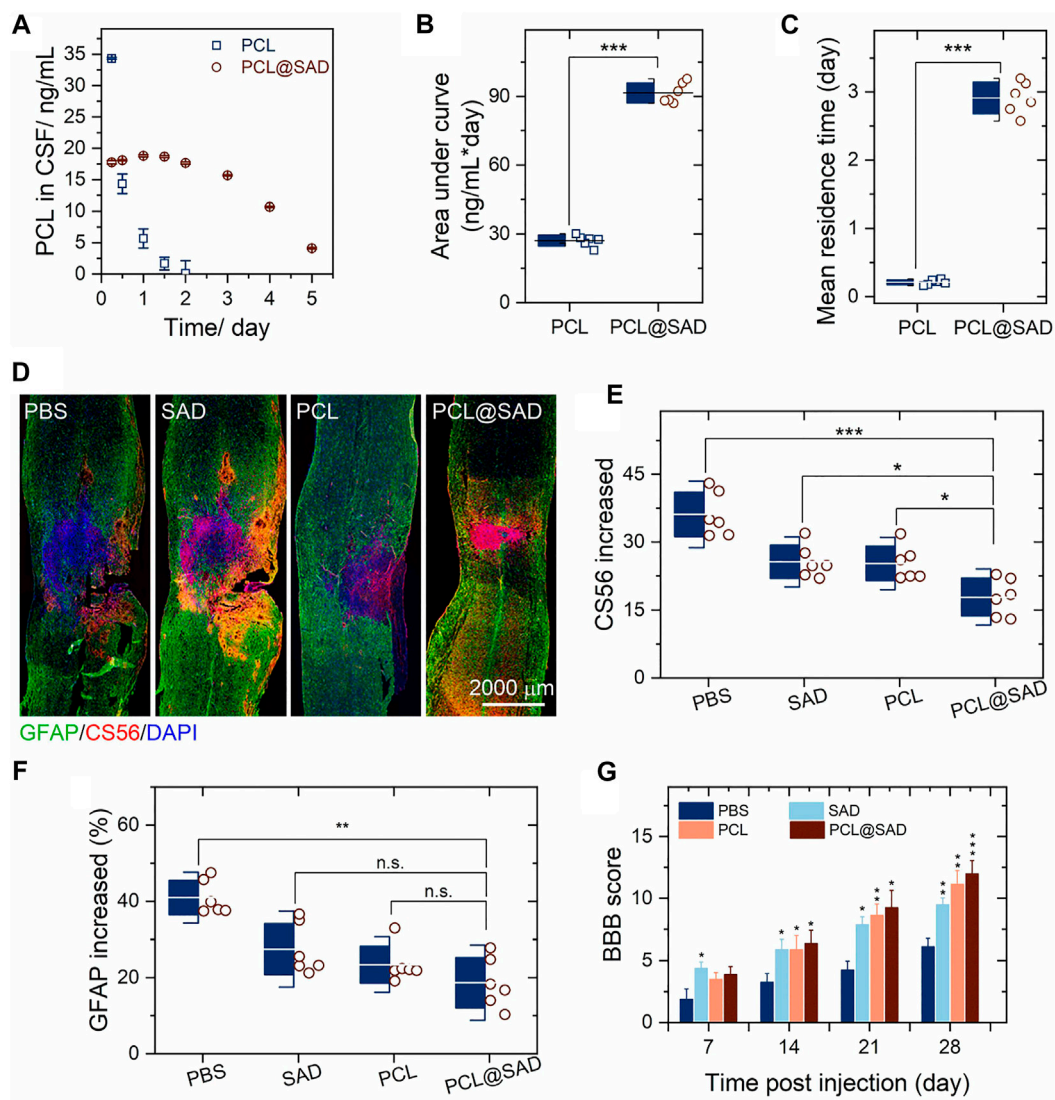 A
PCL in CSF/ ng/mL
35
30
25
20
15
10
5
0
PCL
PCL@SAD
0 1 2 3 4 5
Time/ day
B
Area under curve
(ng/mL*day)
90
60
30
0
***
PCL PCL@SAD
C
Mean residence time (day)
3
2
1
0
***
PCL PCL@SAD
D
PBS SAD PCL PCL@SAD
2000 μm
GFAP/CS56/DAPI
E
CS56 increased
45
30
15
0
***
*
*
PBS SAD PCL PCL@SAD
F
GFAP increased (%)
60
40
20
0
**
n.s.
n.s.
PBS SAD PCL PCL@SAD
G
BBB score
15
10
5
0
PBS SAD
PCL PCL@SAD
*
* * *
* ** *
** ** ***
7 14 21 28
Time post injection (day)